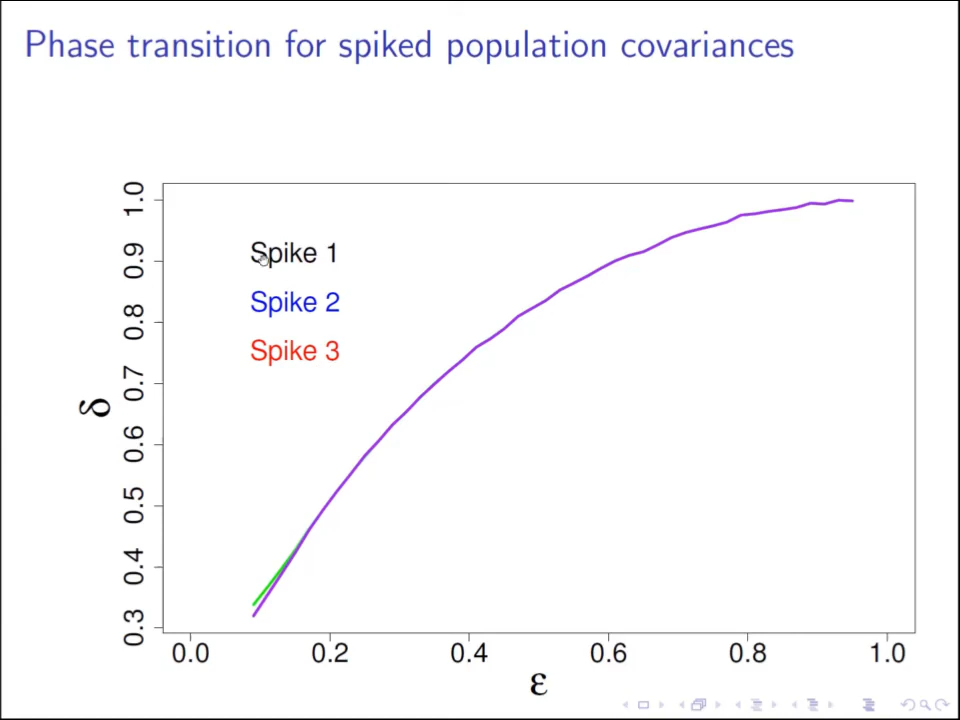 Phase transition for spiked population covariances
1.0
0.9
0.8
0.7
0.6
0.5
0.4
0.3
δ
Spike 1
Spike 2
Spike 3
0.0 0.2 0.4 0.6 0.8 1.0
ε